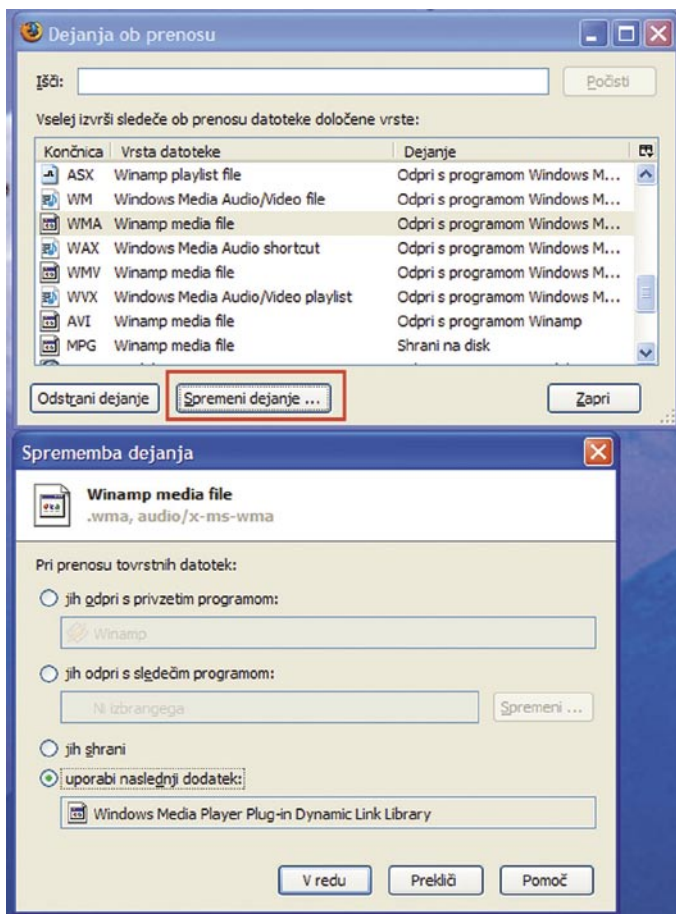 Dejanja ob prenosu
Išči:
Počisti
Vselej izvrši sledeče ob prenosu datoteke določene vrste:
Končnica Vrsta datoteke Dejanje
ASX Winamp playlist file Odpri s programom Windows M...
WM Windows Media Audio/Video file Odpri s programom Windows M...
WMA Winamp media file Odpri s programom Windows M...
WAX Windows Media Audio shortcut Odpri s programom Windows M...
WMV Winamp media file Odpri s programom Windows M...
WVX Windows Media Audio/Video playlist Odpri s programom Windows M...
AVI Winamp media file Odpri s programom Winamp
MPG Winamp media file Shrani na disk
Odstrani dejanje Spremeni dejanje ... Zapri
Sprememba dejanja
Winamp media file
.wma, audio/x-ms-wma
Pri prenosu tovrstnih datotek:
jih odpri s privzetim programom:
Winamp
jih odpri s sledečim programom:
Ni izbrangega
Spremeni ...
jih shrani
uporabi naslednji dodatek:
Windows Media Player Plug-in Dynamic Link Library
V redu Prekliči Pomoč